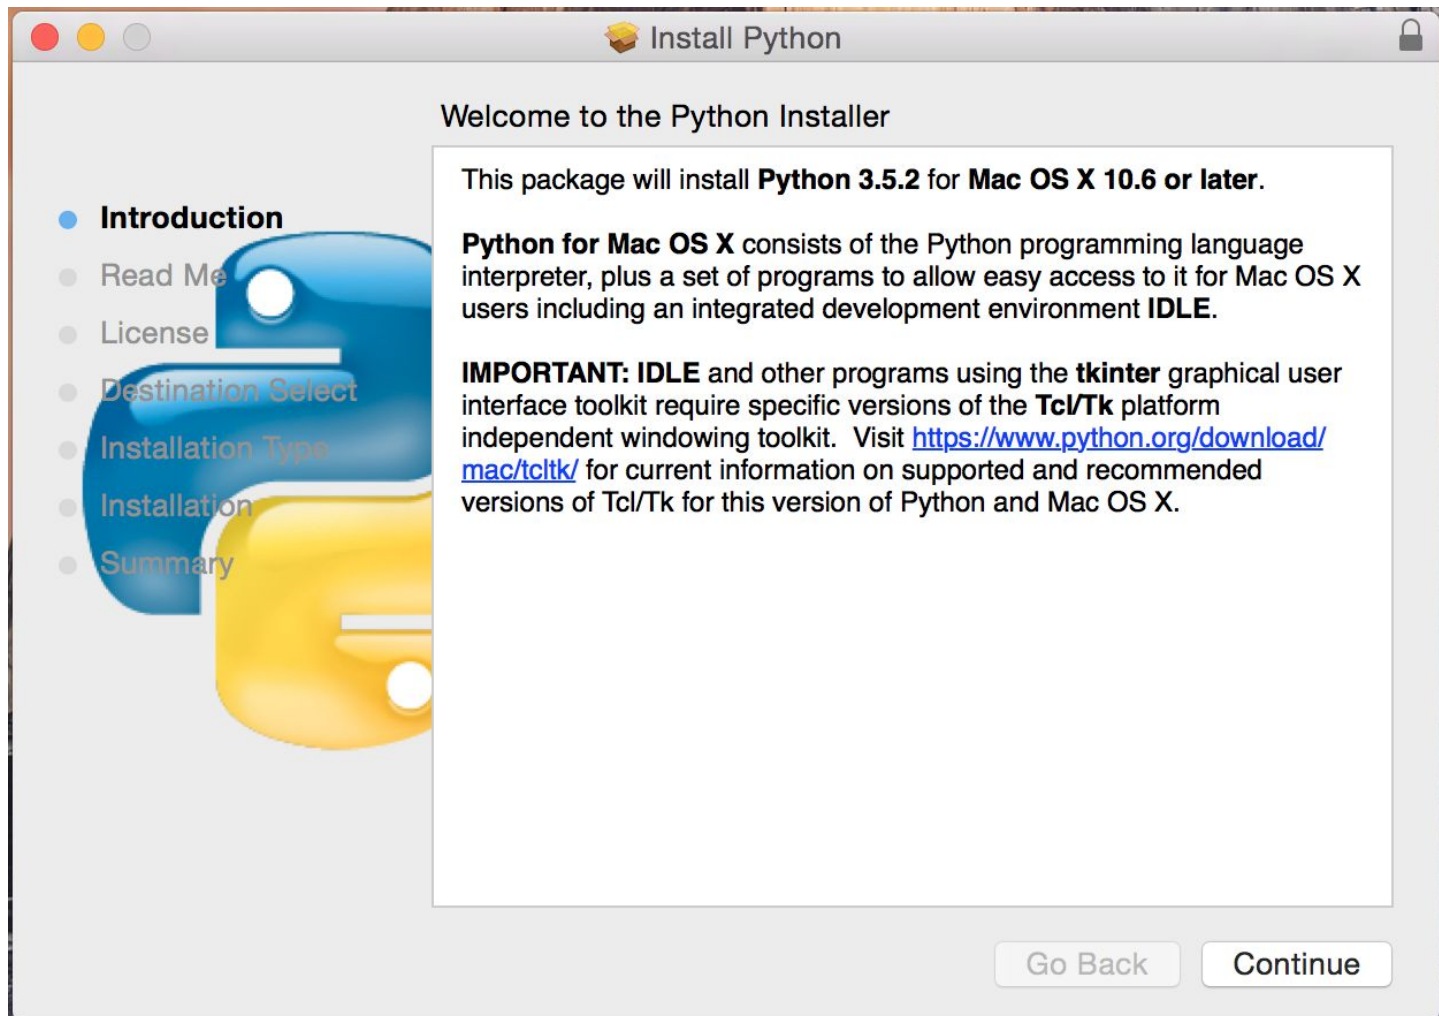 Install Python
Welcome to the Python Installer
Introduction
Read Me
License
Destination Select
Installation Type
Installation
Summary
This package will install Python 3.5.2 for Mac OS X 10.6 or later.
Python for Mac OS X consists of the Python programming language
interpreter, plus a set of programs to allow easy access to it for Mac OS X
users including an integrated development environment IDLE.
IMPORTANT: IDLE and other programs using the tkinter graphical user
interface toolkit require specific versions of the Tcl/Tk platform
independent windowing toolkit.  Visit https://www.python.org/download/
mac/tcltk/ for current information on supported and recommended
versions of Tcl/Tk for this version of Python and Mac OS X.
Go Back
Continue